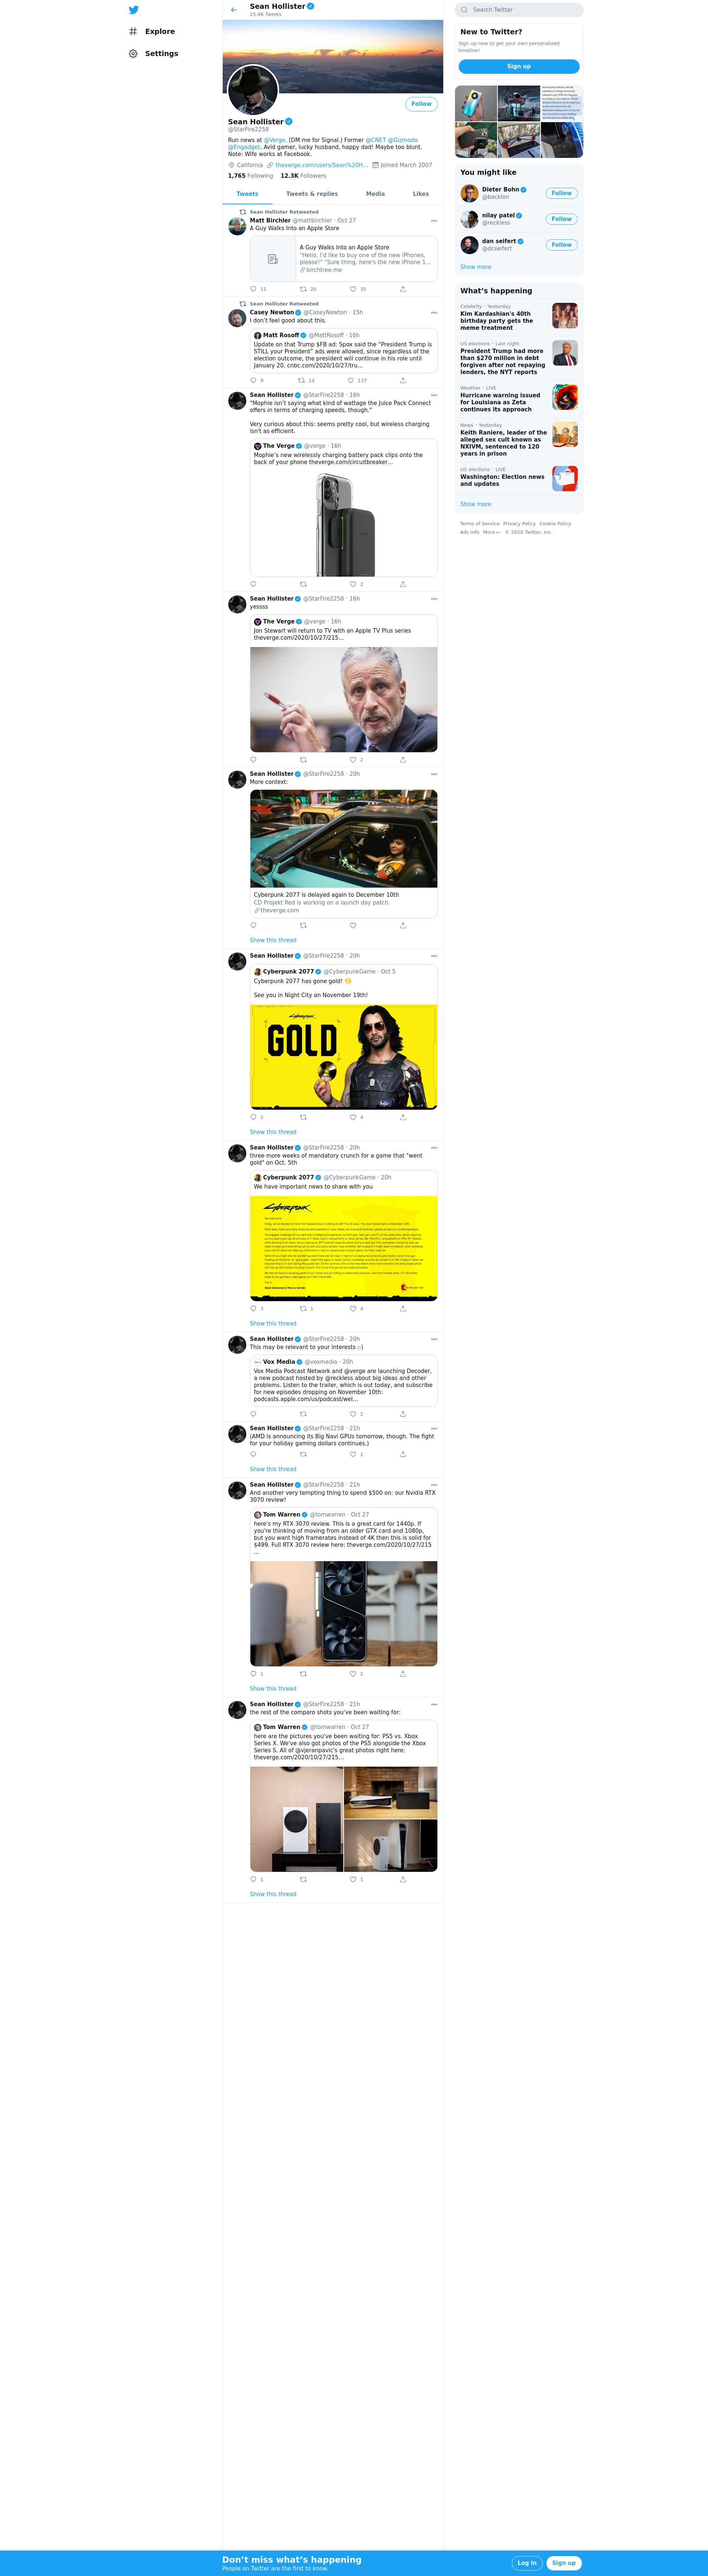 Explore
Settings
Sean Hollister
25.4K Tweets
Follow
Sean Hollister
@StarFire2258
Run news at @Verge. (DM me for Signal.) Former @CNET @Gizmodo
@Engadget. Avid gamer, lucky husband, happy dad! Maybe too blunt.
Note: Wife works at Facebook.
California theverge.com/users/Sean%20H… Joined March 2007
1,765 Following 12.3K Followers
Tweets Tweets & replies Media Likes
Sean Hollister Retweeted
Matt Birchler @mattbirchler · Oct 27
A Guy Walks Into an Apple Store
A Guy Walks Into an Apple Store
"Hello, I'd like to buy one of the new iPhones,
please!" "Sure thing, here's the new iPhone 1…
birchtree.me
11 20 35
Sean Hollister Retweeted
Casey Newton @CaseyNewton · 15h
I don't feel good about this.
Matt Rosoff @MattRosoff · 16h
Update on that Trump $FB ad: Spox said the "President Trump is
STILL your President" ads were allowed, since regardless of the
election outcome, the president will continue in his role until
January 20. cnbc.com/2020/10/27/tru…
9 14 137
Sean Hollister @StarFire2258 · 16h
"Mophie isn't saying what kind of wattage the Juice Pack Connect
offers in terms of charging speeds, though."
Very curious about this: seems pretty cool, but wireless charging
isn't as efficient.
The Verge @verge · 16h
Mophie's new wirelessly charging battery pack clips onto the
back of your phone theverge.com/circuitbreaker…
2
Sean Hollister @StarFire2258 · 16h
yessss
The Verge @verge · 16h
Jon Stewart will return to TV with an Apple TV Plus series
theverge.com/2020/10/27/215…
2
Sean Hollister @StarFire2258 · 20h
More context:
Cyberpunk 2077 is delayed again to December 10th
CD Projekt Red is working on a launch day patch.
theverge.com
Show this thread
Sean Hollister @StarFire2258 · 20h
Cyberpunk 2077 @CyberpunkGame · Oct 5
Cyberpunk 2077 has gone gold!
See you in Night City on November 19th!
GOLD
2 4
Show this thread
Sean Hollister @StarFire2258 · 20h
three more weeks of mandatory crunch for a game that "went
gold" on Oct. 5th
Cyberpunk 2077 @CyberpunkGame · 20h
We have important news to share with you
CYBERPUNK
3 1 4
Show this thread
Sean Hollister @StarFire2258 · 20h
This may be relevant to your interests :-)
Vox Media @voxmedia · 20h
Vox Media Podcast Network and @verge are launching Decoder,
a new podcast hosted by @reckless about big ideas and other
problems. Listen to the trailer, which is out today, and subscribe
for new episodes dropping on November 10th:
podcasts.apple.com/us/podcast/wel…
2
Sean Hollister @StarFire2258 · 21h
(AMD is announcing its Big Navi GPUs tomorrow, though. The fight
for your holiday gaming dollars continues.)
1
Show this thread
Sean Hollister @StarFire2258 · 21h
And another very tempting thing to spend $500 on: our Nvidia RTX
3070 review!
Tom Warren @tomwarren · Oct 27
here's my RTX 3070 review. This is a great card for 1440p. If
you're thinking of moving from an older GTX card and 1080p,
but you want high framerates instead of 4K then this is solid for
$499. Full RTX 3070 review here: theverge.com/2020/10/27/215
…
1 2
Show this thread
Sean Hollister @StarFire2258 · 21h
the rest of the comparo shots you've been waiting for:
Tom Warren @tomwarren · Oct 27
here are the pictures you've been waiting for: PS5 vs. Xbox
Series X. We've also got photos of the PS5 alongside the Xbox
Series S. All of @vjeranpavic's great photos right here:
theverge.com/2020/10/27/215…
1 1
Show this thread
Search Twitter
New to Twitter?
Sign up now to get your own personalized
timeline!
Sign up
You might like
Dieter Bohn
@backlon
Follow
nilay patel
@reckless
Follow
dan seifert
@dcseifert
Follow
Show more
What's happening
Celebrity · Yesterday
Kim Kardashian's 40th
birthday party gets the
meme treatment
US elections · Last night
President Trump had more
than $270 million in debt
forgiven after not repaying
lenders, the NYT reports
Weather · LIVE
Hurricane warning issued
for Louisiana as Zeta
continues its approach
News · Yesterday
Keith Raniere, leader of the
alleged sex cult known as
NXIVM, sentenced to 120
years in prison
US elections · LIVE
Washington: Election news
and updates
Show more
Terms of Service Privacy Policy Cookie Policy
Ads info More © 2020 Twitter, Inc.
Don't miss what's happening
People on Twitter are the first to know.
Log in
Sign up